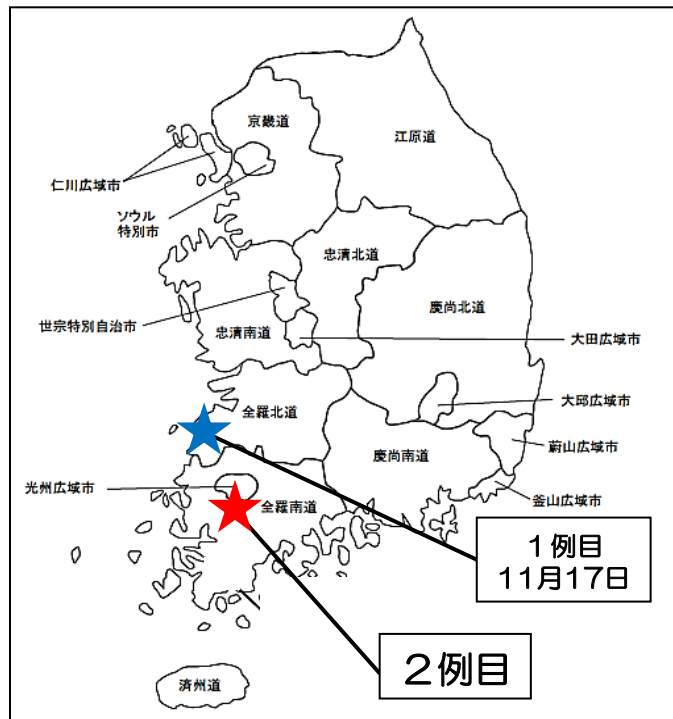 京畿道
江原道
仁川広域市
ソウル
特別市
忠清北道
慶尚北道
世宗特別自治市
忠清南道
大田広域市
全羅北道
大邱広域市
慶尚南道
蔚山広域市
光州広域市
全羅南道
釜山広域市
1例目
11月17日
2例目
済州道